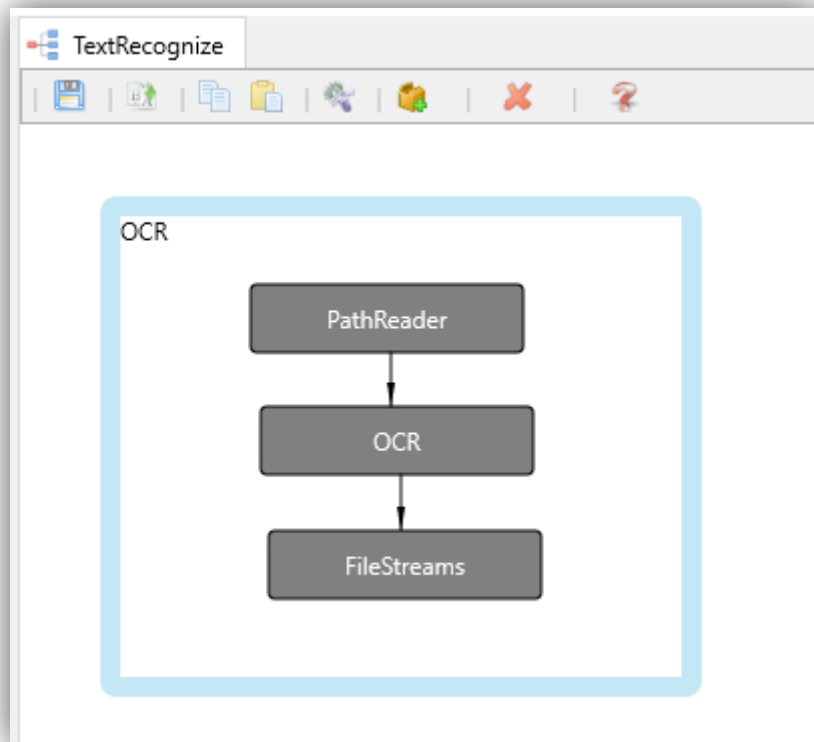 TextRecognize
OCR
PathReader
OCR
FileStreams